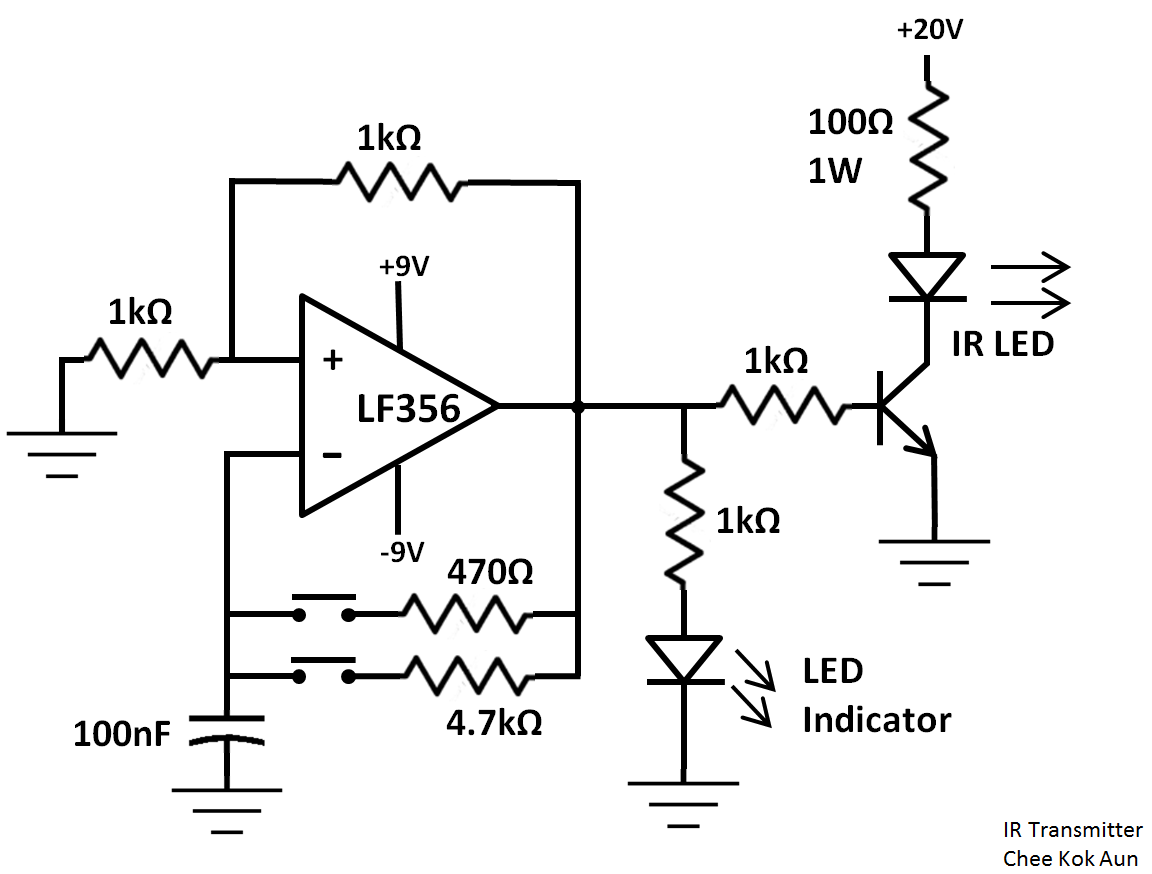 +20V
100Ω
1W
1kΩ
+9V
1kΩ
IR LED
+
1kΩ
LF356
-
1kΩ
-9V
470Ω
LED
Indicator
4.7kΩ
100nF
IR Transmitter
Chee Kok Aun